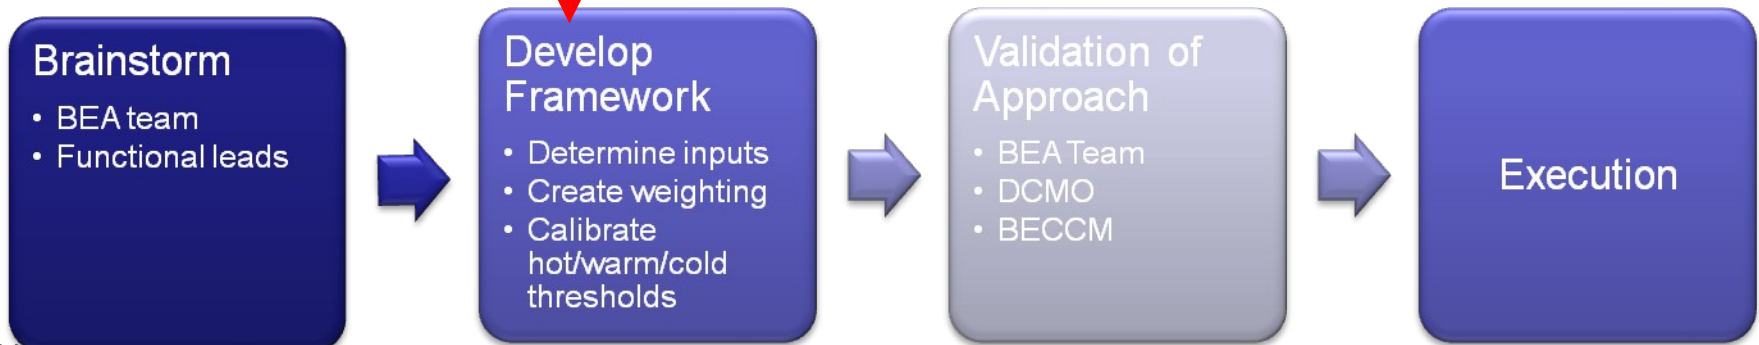 Brainstorm
• BEA team
• Functional leads
Develop
Framework
• Determine inputs
• Create weighting
• Calibrate
hot/warm/cold
thresholds
Validation of
Approach
• BEA Team
• DCMO
• BECCM
Execution